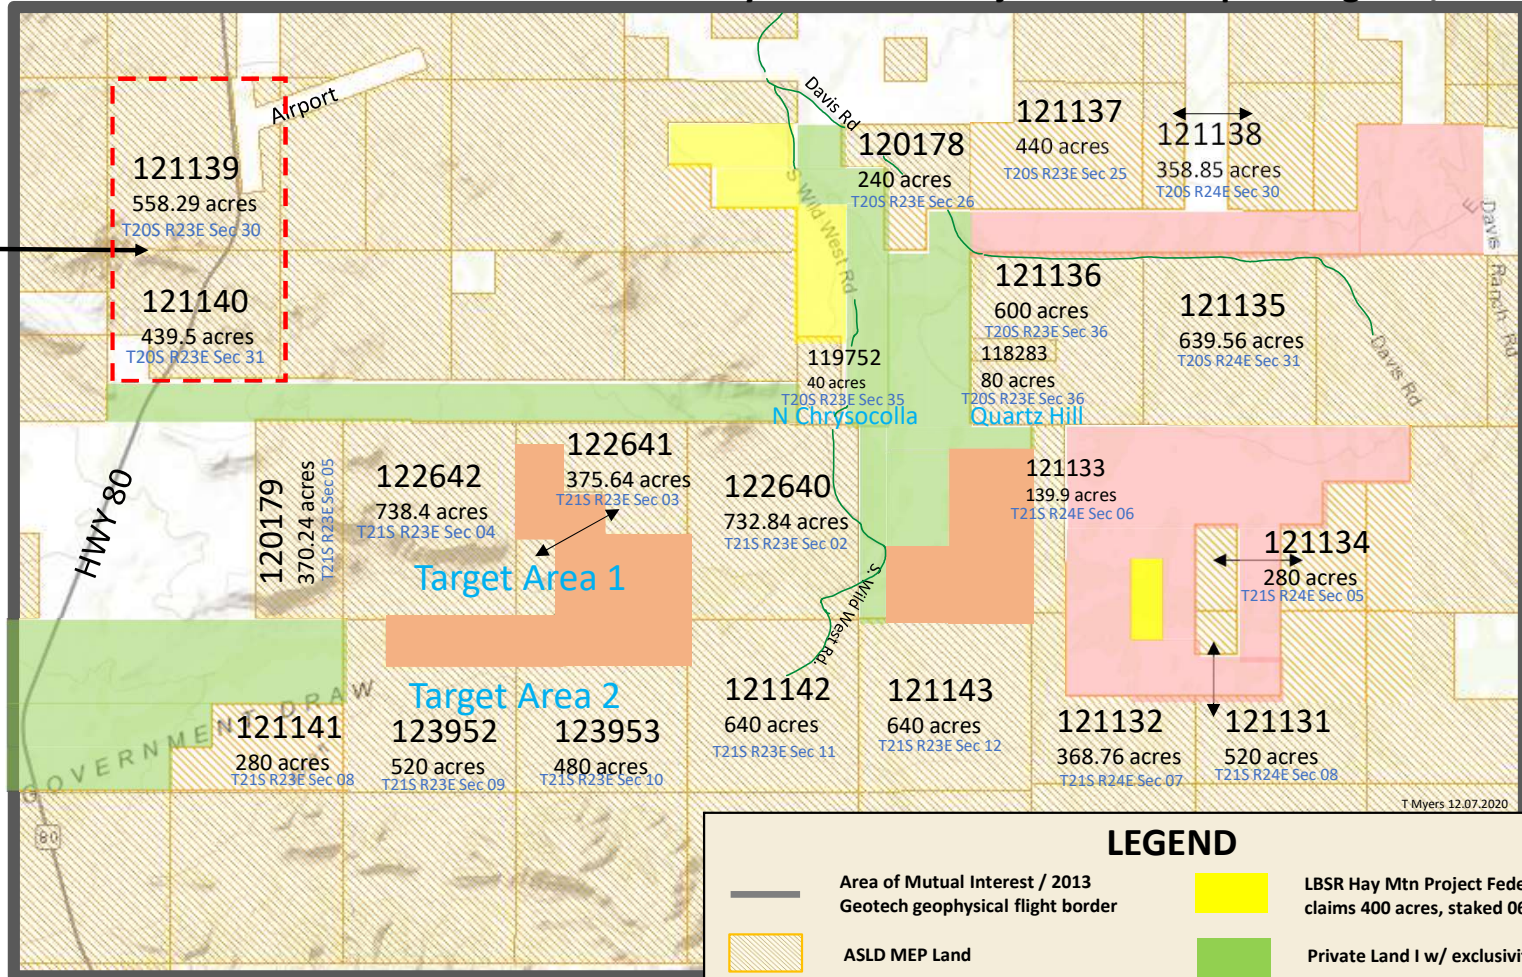 Airport
Davis Rd
121139
558.29 acres
T20S R23E Sec 30
120178
240 acres
T20S R23E Sec 26
121137
440 acres
T20S R23E Sec 25
121138
358.85 acres
T20S R24E Sec 30
S Wild West Rd
E Davis Ranch Rd
121140
439.5 acres
T20S R23E Sec 31
121136
600 acres
T20S R23E Sec 36
121135
639.56 acres
T20S R24E Sec 31
119752
40 acres
T20S R23E Sec 35
118283
80 acres
T20S R23E Sec 36
Davis Rd
N Chrysocolla
Quartz Hill
HWY 80
120179
370.24 acres
T21S R23E Sec 05
122642
738.4 acres
T21S R23E Sec 04
122641
375.64 acres
T21S R23E Sec 03
122640
732.84 acres
T21S R23E Sec 02
121133
139.9 acres
T21S R24E Sec 06
121134
280 acres
T21S R24E Sec 05
Target Area 1
S. Wild West Rd.
Target Area 2
GOVERNMENT DRAW
121141
280 acres
T21S R23E Sec 08
123952
520 acres
T21S R23E Sec 09
123953
480 acres
T21S R23E Sec 10
121142
640 acres
T21S R23E Sec 11
121143
640 acres
T21S R23E Sec 12
121132
368.76 acres
T21S R24E Sec 07
121131
520 acres
T21S R24E Sec 08
80
T Myers 12.07.2020
LEGEND
Area of Mutual Interest / 2013
Geotech geophysical flight border
LBSR Hay Mtn Project Fede
claims 400 acres, staked 06
ASLD MEP Land
Private Land I w/ exclusivit